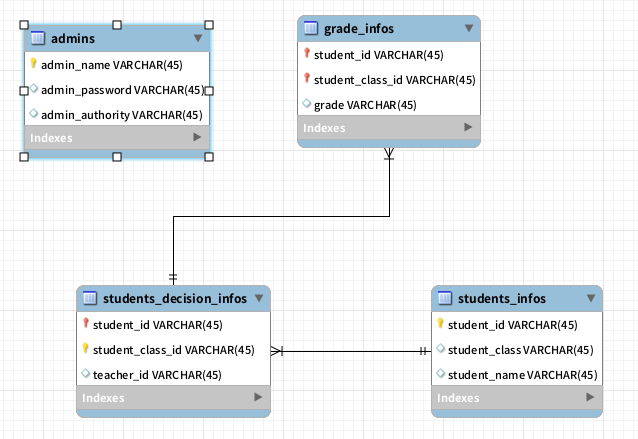 admins
admin_name VARCHAR(45)
admin_password VARCHAR(45)
admin_authority VARCHAR(45)
Indexes
grade_infos
student_id VARCHAR(45)
student_class_id VARCHAR(45)
grade VARCHAR(45)
Indexes
students_decision_infos
student_id VARCHAR(45)
student_class_id VARCHAR(45)
teacher_id VARCHAR(45)
Indexes
students_infos
student_id VARCHAR(45)
student_class VARCHAR(45)
student_name VARCHAR(45)
Indexes